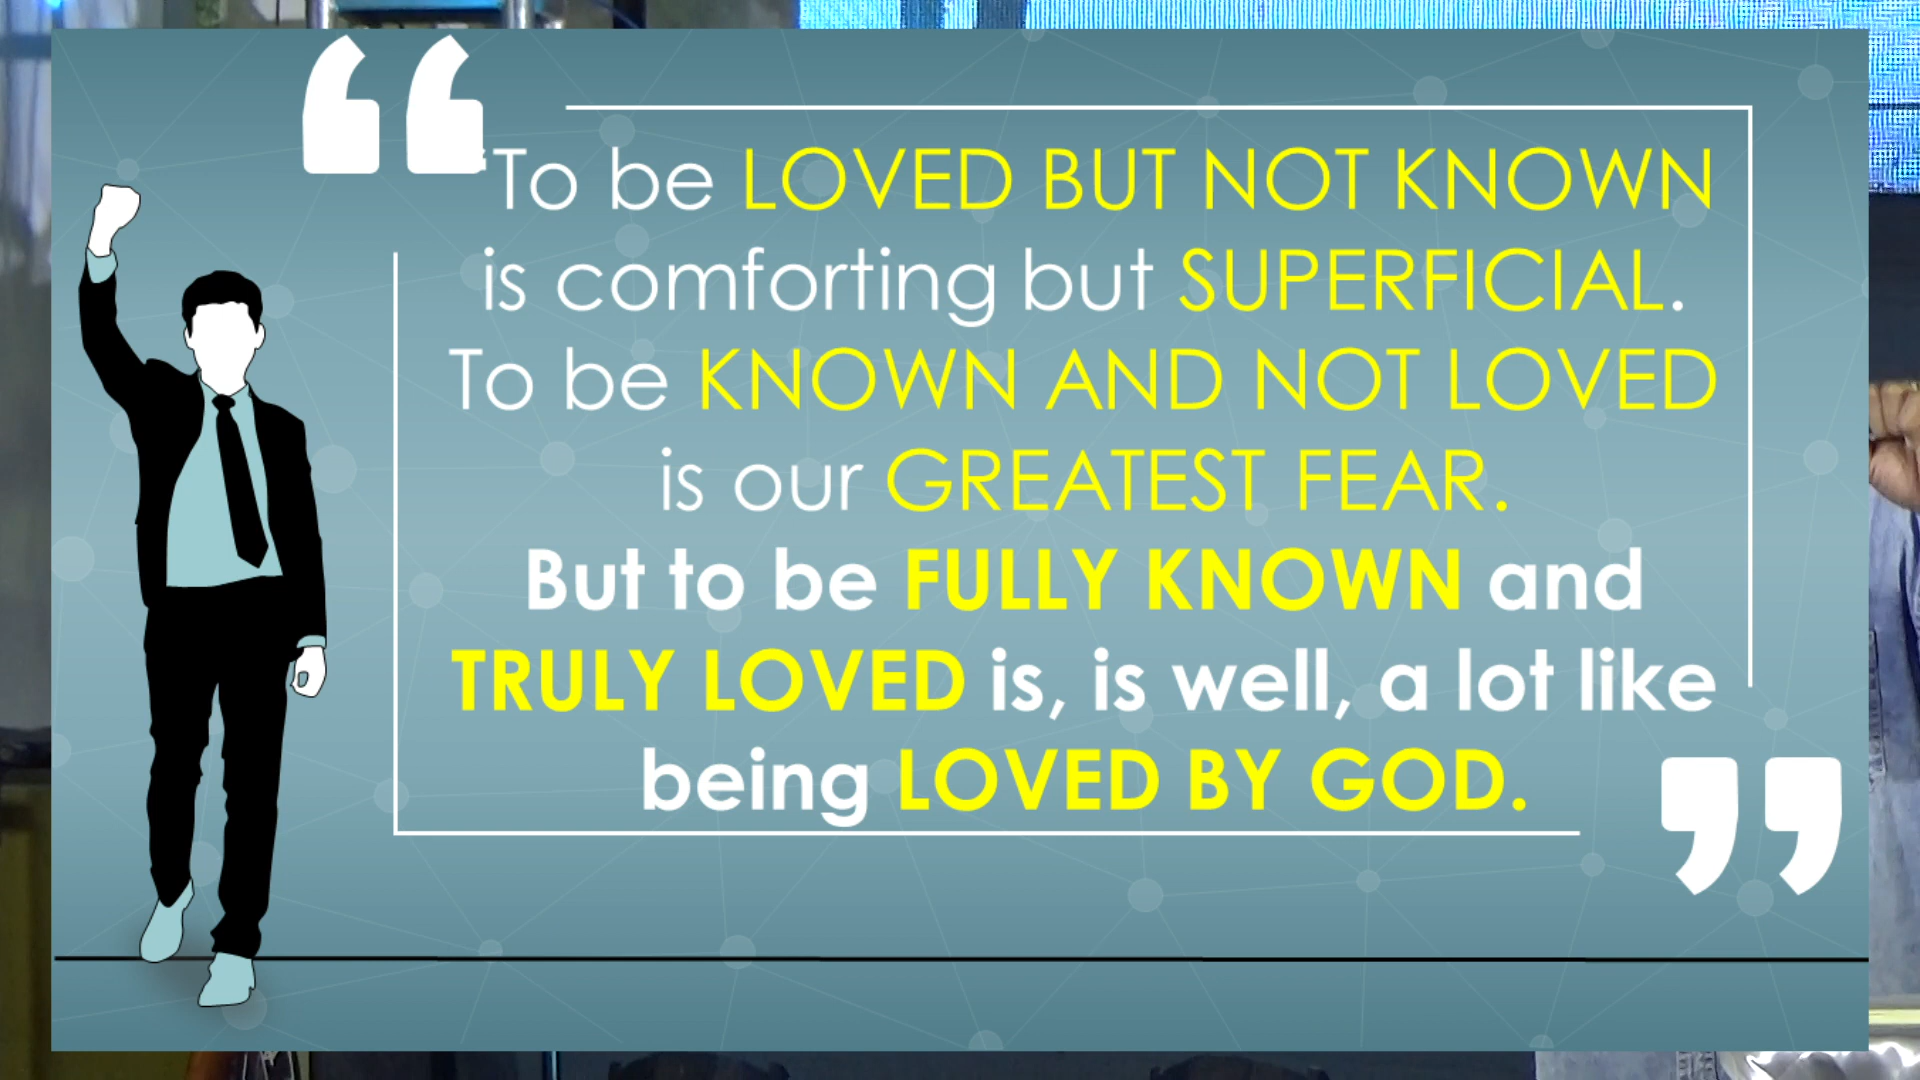 “To be LOVED BUT NOT KNOWN
is comforting but SUPERFICIAL.
To be KNOWN AND NOT LOVED
is our GREATEST FEAR.
But to be FULLY KNOWN and
TRULY LOVED is, is well, a lot like
being LOVED BY GOD.
”